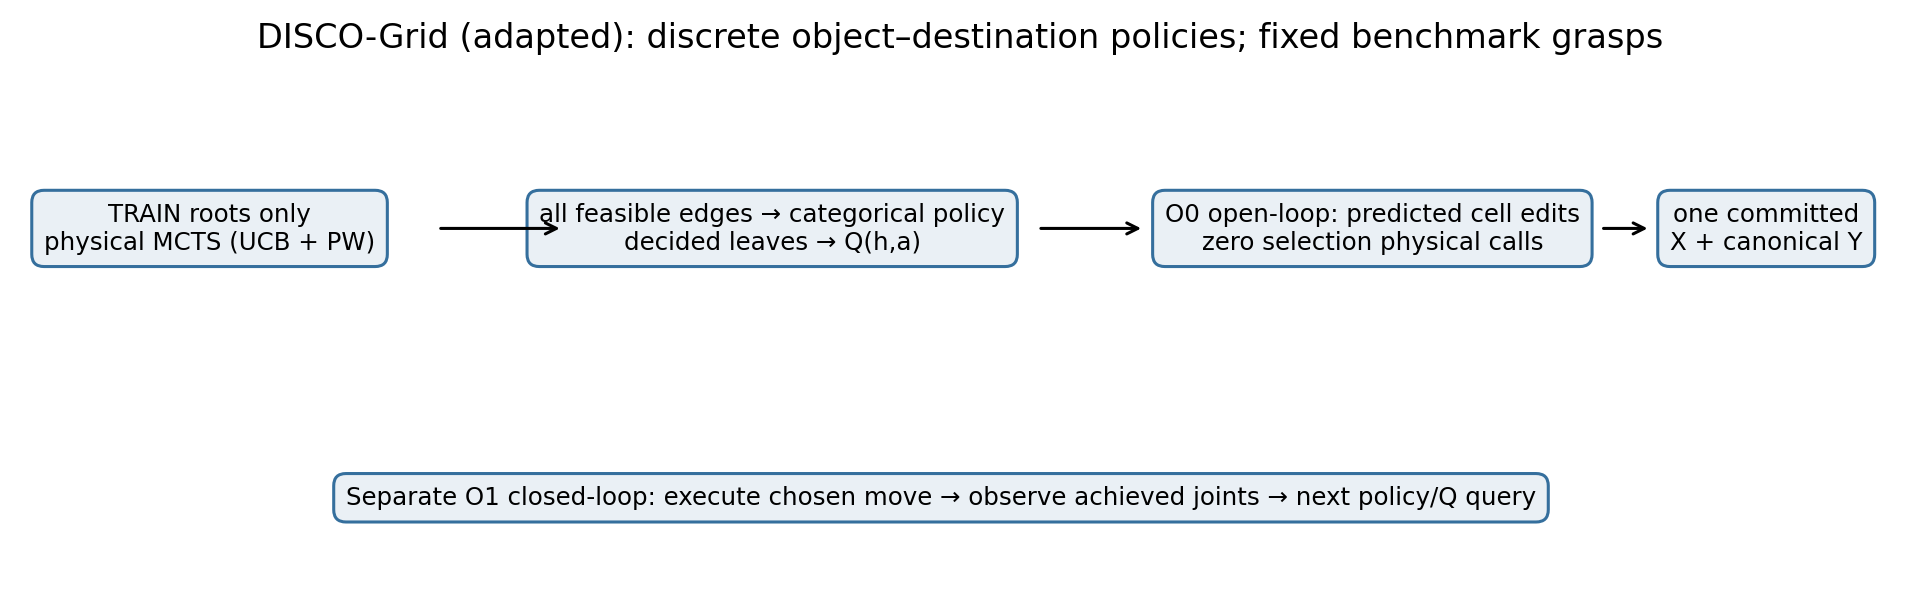 DISCO-Grid (adapted): discrete object–destination policies; fixed benchmark grasps
TRAIN roots only
physical MCTS (UCB + PW)
all feasible edges → categorical policy
decided leaves → Q(h,a)
O0 open-loop: predicted cell edits
zero selection physical calls
one committed
X + canonical Y
Separate O1 closed-loop: execute chosen move → observe achieved joints → next policy/Q query